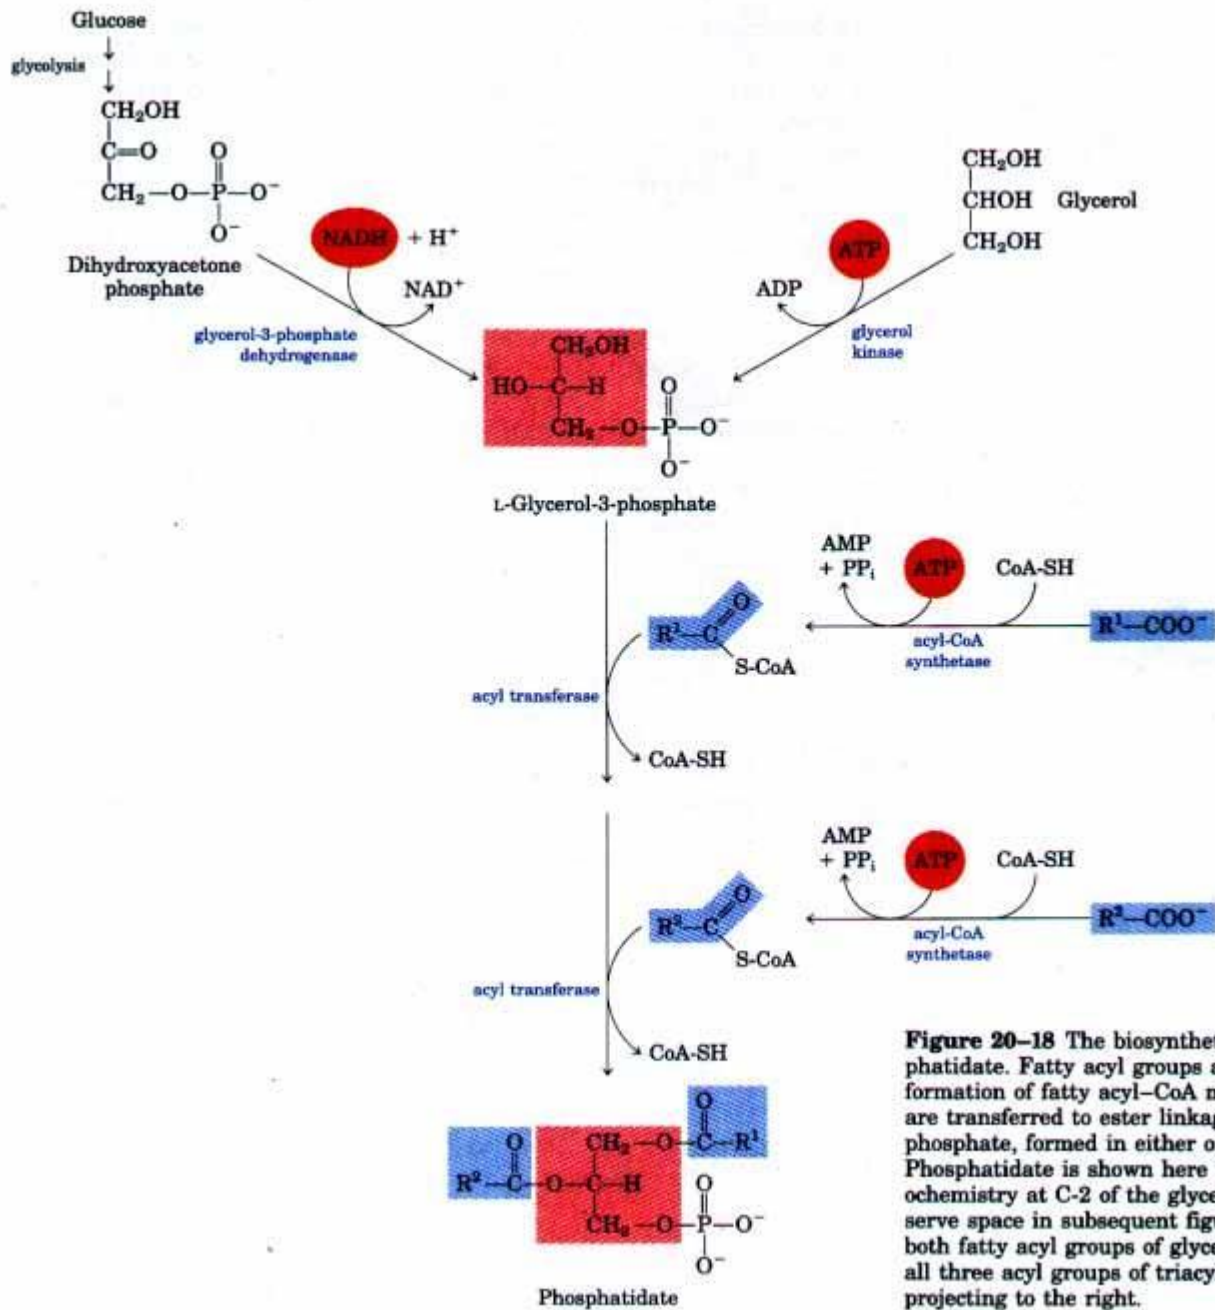 Glucose
glycolysis
CH₂OH
C=O
CH₂—O—P—O⁻
O
O⁻
Dihydroxyacetone
phosphate
NADH + H⁺
NAD⁺
glycerol-3-phosphate
dehydrogenase
CH₂OH
CHOH Glycerol
CH₂OH
ATP
ADP
glycerol
kinase
CH₂OH
HO—C—H
CH₂—O—P—O⁻
O
O⁻
L-Glycerol-3-phosphate
AMP
+ PPᵢ
ATP
CoA-SH
R¹—COO⁻
acyl-CoA
synthetase
O
R¹—C
S-CoA
acyl transferase
CoA-SH
AMP
+ PPᵢ
ATP
CoA-SH
R²—COO⁻
acyl-CoA
synthetase
O
R²—C
S-CoA
acyl transferase
CoA-SH
O
CH₂—O—C—R¹
O
R²—C—O—C—H
O
CH₂—O—P—O⁻
O⁻
Phosphatidate
Figure 20–18 The biosynthet
phatidate. Fatty acyl groups a
formation of fatty acyl–CoA m
are transferred to ester linkag
phosphate, formed in either o
Phosphatidate is shown here
ochemistry at C-2 of the glyce
serve space in subsequent figu
both fatty acyl groups of glyce
all three acyl groups of triacy
projecting to the right.